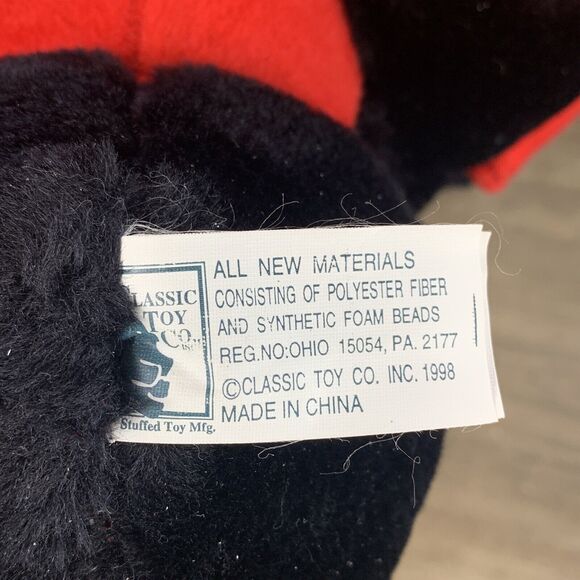 LASSIC
TOY
CO.
Stuffed Toy Mfg.
ALL NEW MATERIALS
CONSISTING OF POLYESTER FIBER
AND SYNTHETIC FOAM BEADS
REG.NO:OHIO 15054, PA. 2177
©CLASSIC TOY CO. INC. 1998
MADE IN CHINA